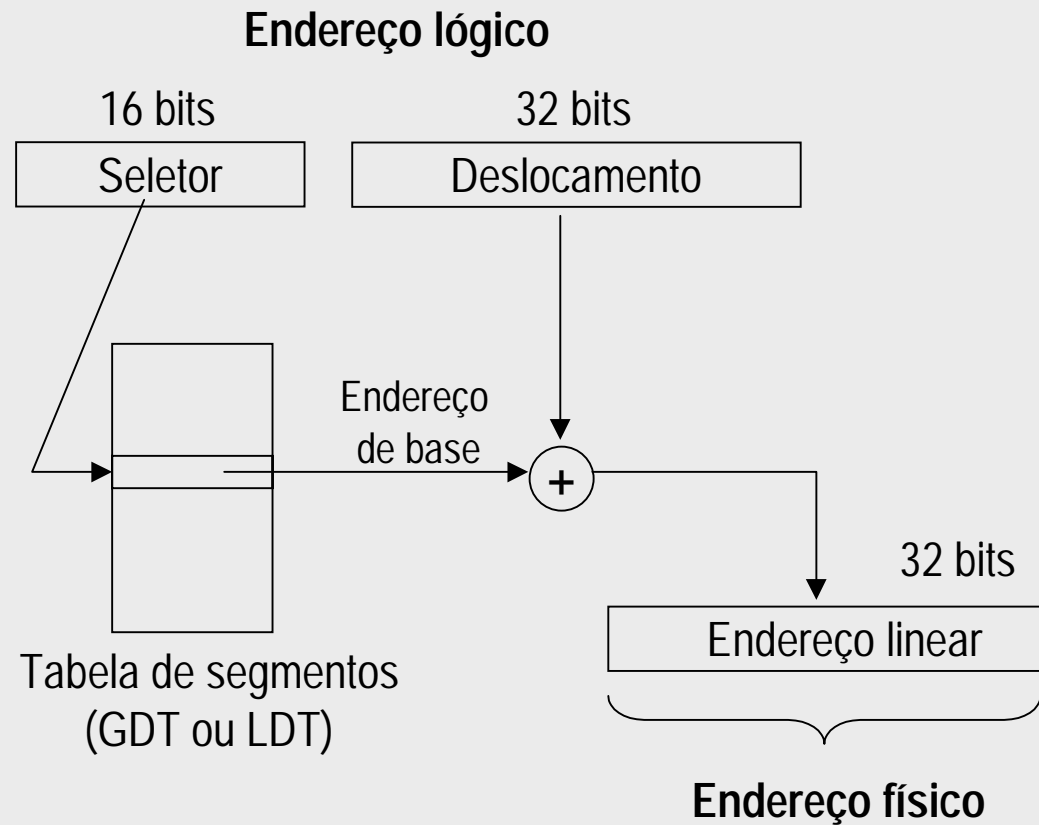 Endereço lógico
16 bits
32 bits
Seletor
Deslocamento
Endereço
de base
+
32 bits
Endereço linear
Tabela de segmentos
(GDT ou LDT)
Endereço físico